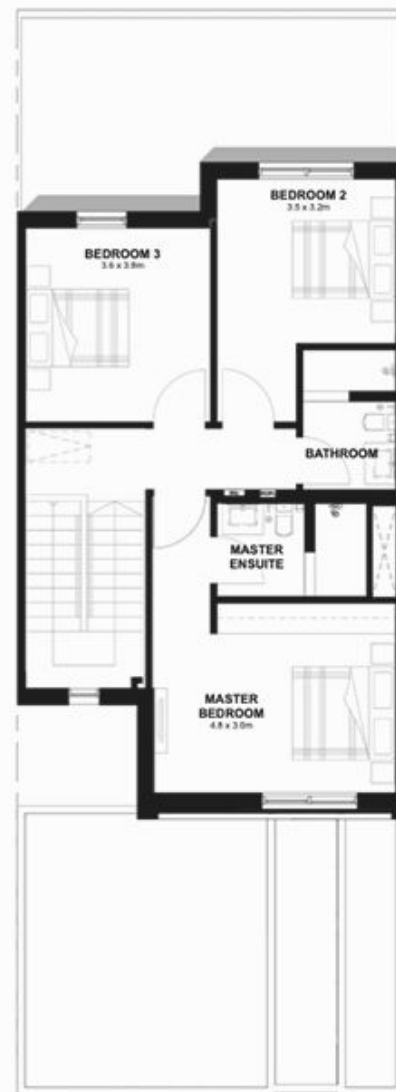 BEDROOM 2
3.5 x 3.2m
BEDROOM 3
3.6 x 3.8m
BATHROOM
MASTER
ENSUITE
MASTER
BEDROOM
4.8 x 3.0m